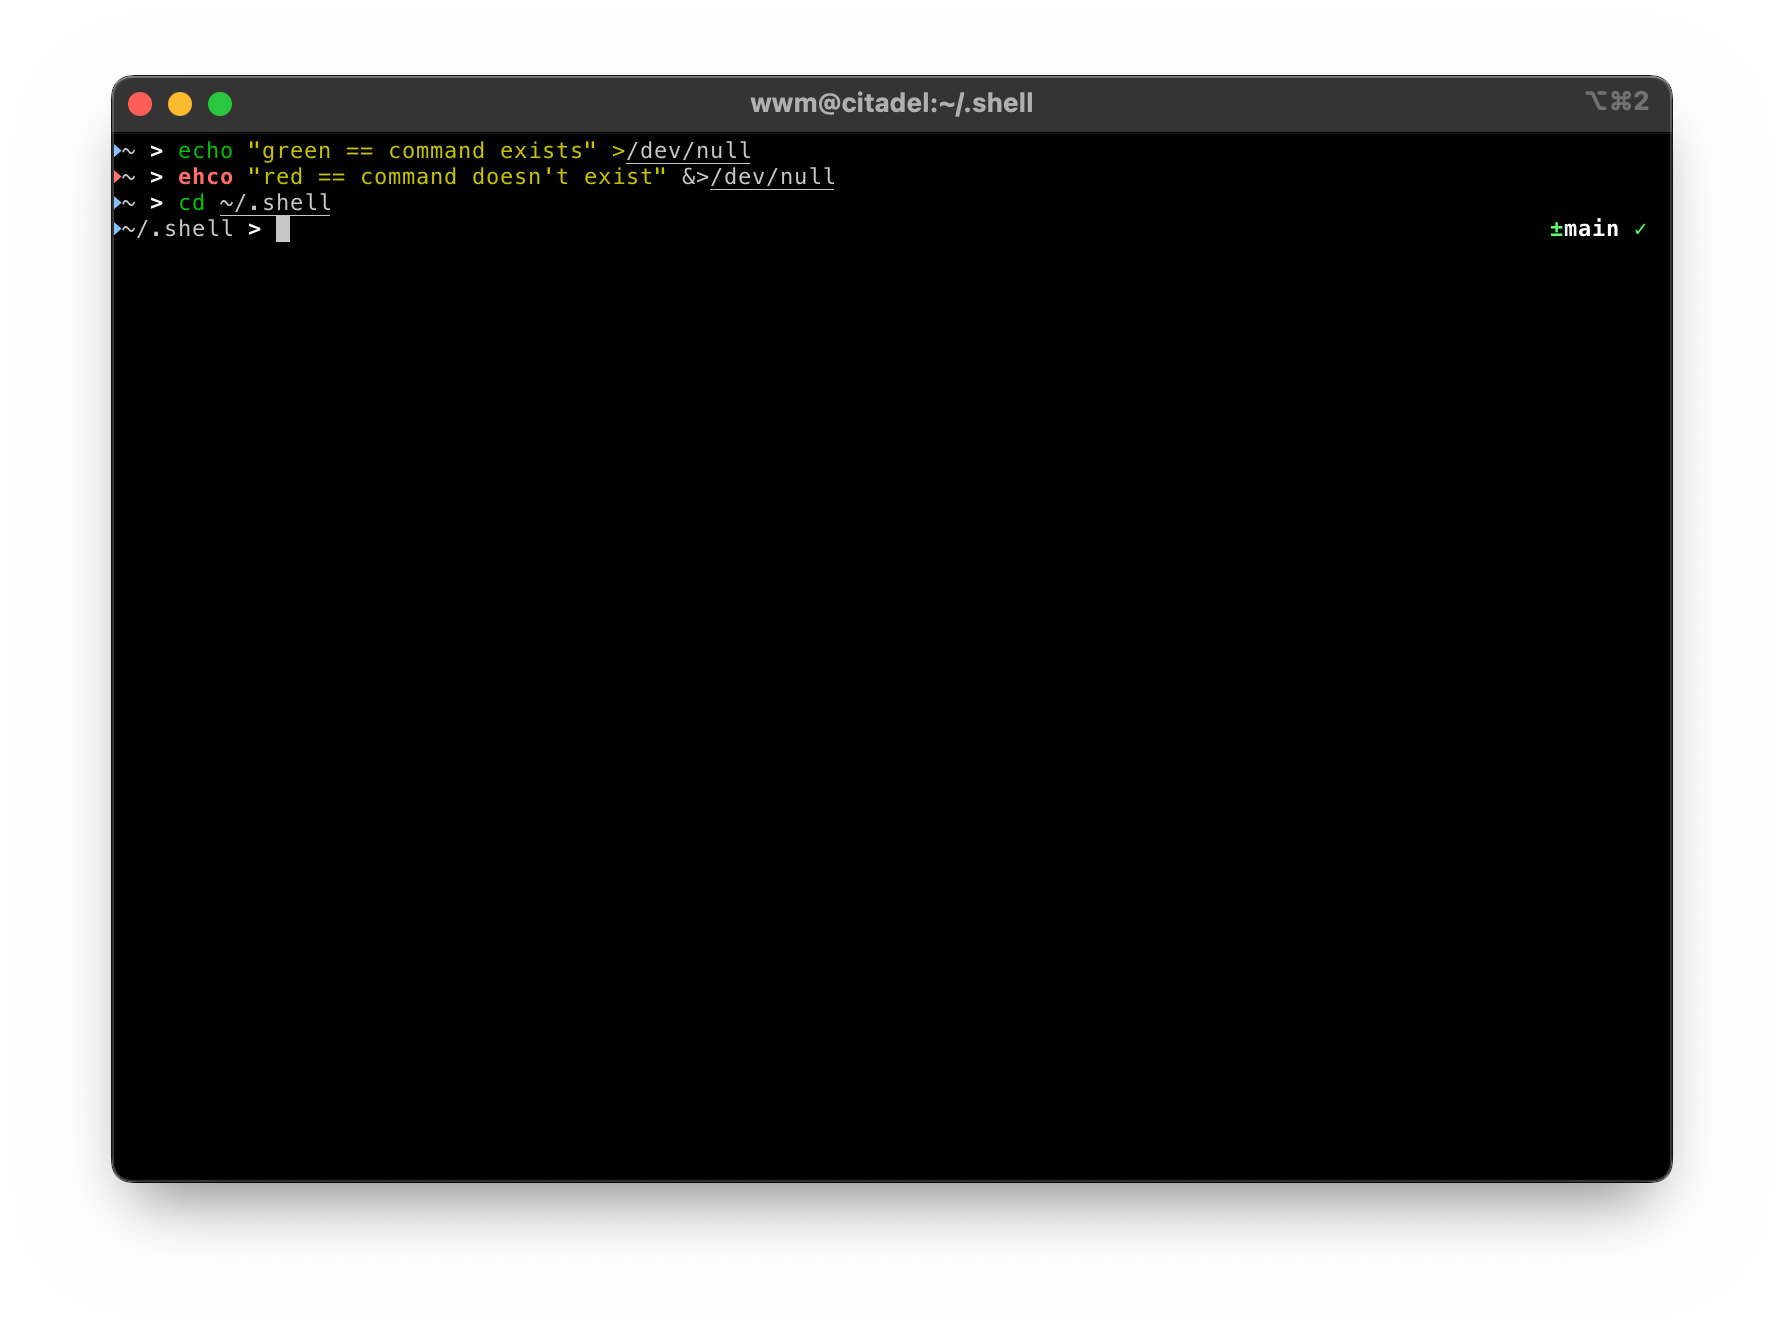 wwm@citadel:~/.shell
⌥⌘2
~ > echo "green == command exists" >/dev/null
~ > ehco "red == command doesn't exist" &>/dev/null
~ > cd ~/.shell
~/.shell >
±main ✓